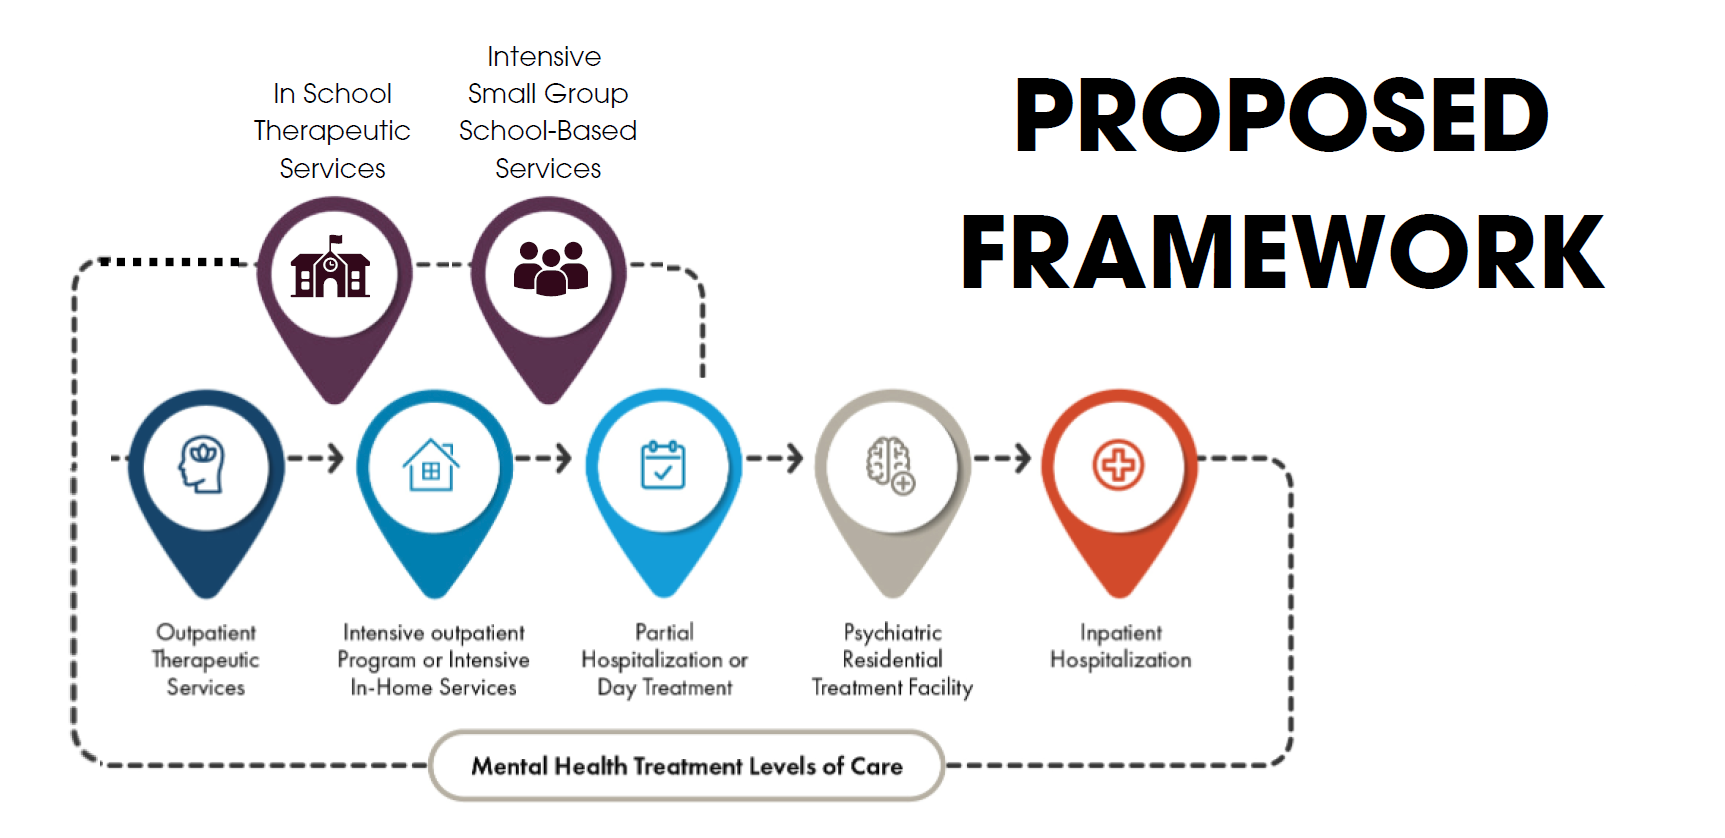 In School
Therapeutic
Services
Intensive
Small Group
School-Based
Services
PROPOSED
FRAMEWORK
Outpatient
Therapeutic
Services
Intensive outpatient
Program or Intensive
In-Home Services
Partial
Hospitalization or
Day Treatment
Psychiatric
Residential
Treatment Facility
Inpatient
Hospitalization
Mental Health Treatment Levels of Care